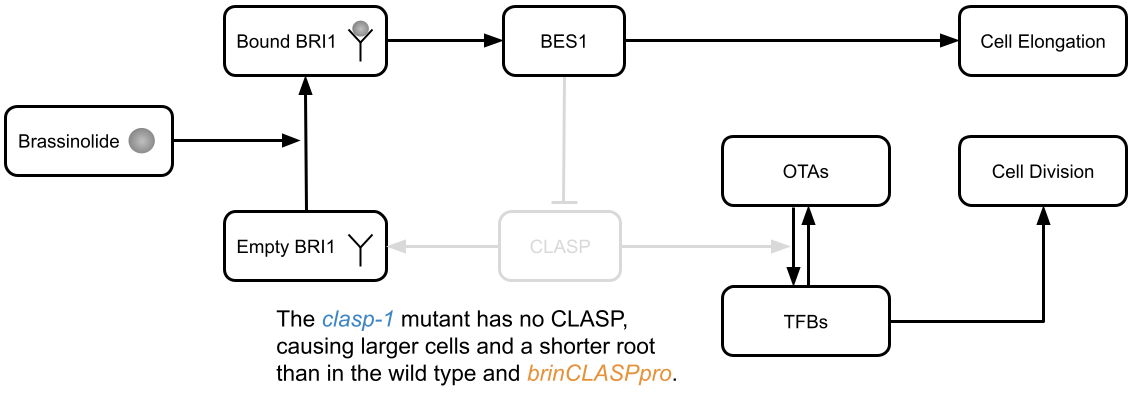 Bound BRI1
BES1
Cell Elongation
Brassinolide
OTAs
Cell Division
Empty BRI1
CLASP
TFBs
The clasp-1 mutant has no CLASP,
causing larger cells and a shorter root
than in the wild type and brinCLASPpro.